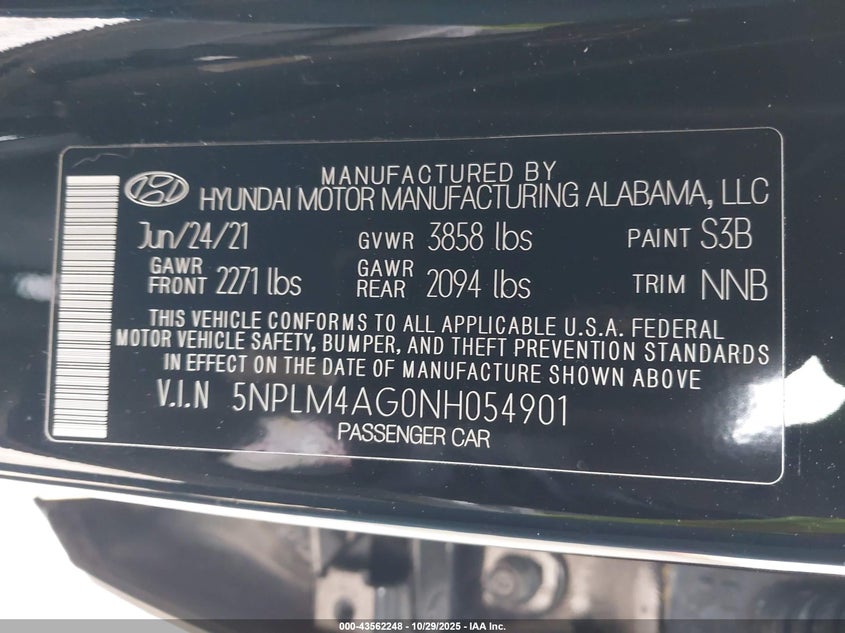 MANUFACTURED BY
HYUNDAI MOTOR MANUFACTURING ALABAMA, LLC
Jun/24/21 GVWR 3858 lbs PAINT S3B
GAWR FRONT 2271 lbs GAWR REAR 2094 lbs TRIM NNB
THIS VEHICLE CONFORMS TO ALL APPLICABLE U.S.A. FEDERAL
MOTOR VEHICLE SAFETY, BUMPER, AND THEFT PREVENTION STANDARDS
IN EFFECT ON THE DATE OF MANUFACTURE SHOWN ABOVE
V.I.N 5NPLM4AG0NH054901
PASSENGER CAR
000-43562248 - 10/29/2025 - IAA Inc.